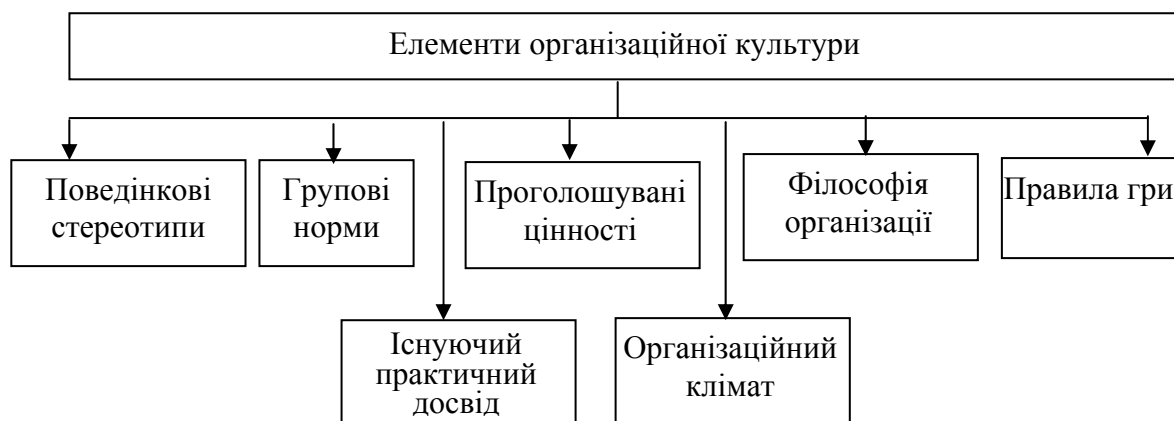 Елементи організаційної культури
Поведінкові
стереотипи
Групові
норми
Проголошувані
цінності
Філософія
організації
Правила гри
Існуючий
практичний
досвід
Організаційний
клімат